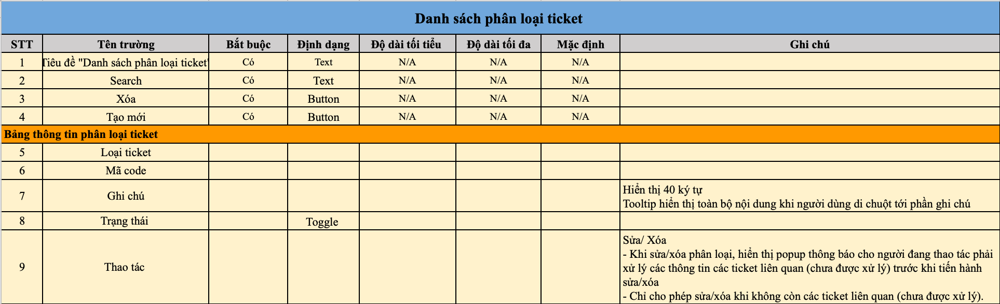 Danh sách phân loại ticket
STT Tên trường Bắt buộc Định dạng Độ dài tối tiểu Độ dài tối đa Mặc định Ghi chú
1 Tiêu đề "Danh sách phân loại ticket" Có Text N/A N/A N/A
2 Search Có Text N/A N/A N/A
3 Xóa Có Button N/A N/A N/A
4 Tạo mới Có Button N/A N/A N/A
Bảng thông tin phân loại ticket
5 Loại ticket
6 Mã code
7 Ghi chú Hiển thị 40 ký tự
Tooltip hiển thị toàn bộ nội dung khi người dùng di chuột tới phần ghi chú
8 Trạng thái Toggle
9 Thao tác Sửa/ Xóa
- Khi sửa/xóa phân loại, hiển thị popup thông báo cho người đang thao tác phải
xử lý các thông tin các ticket liên quan (chưa được xử lý) trước khi tiến hành
sửa/xóa
- Chỉ cho phép sửa/xóa khi không còn các ticket liên quan (chưa được xử lý).